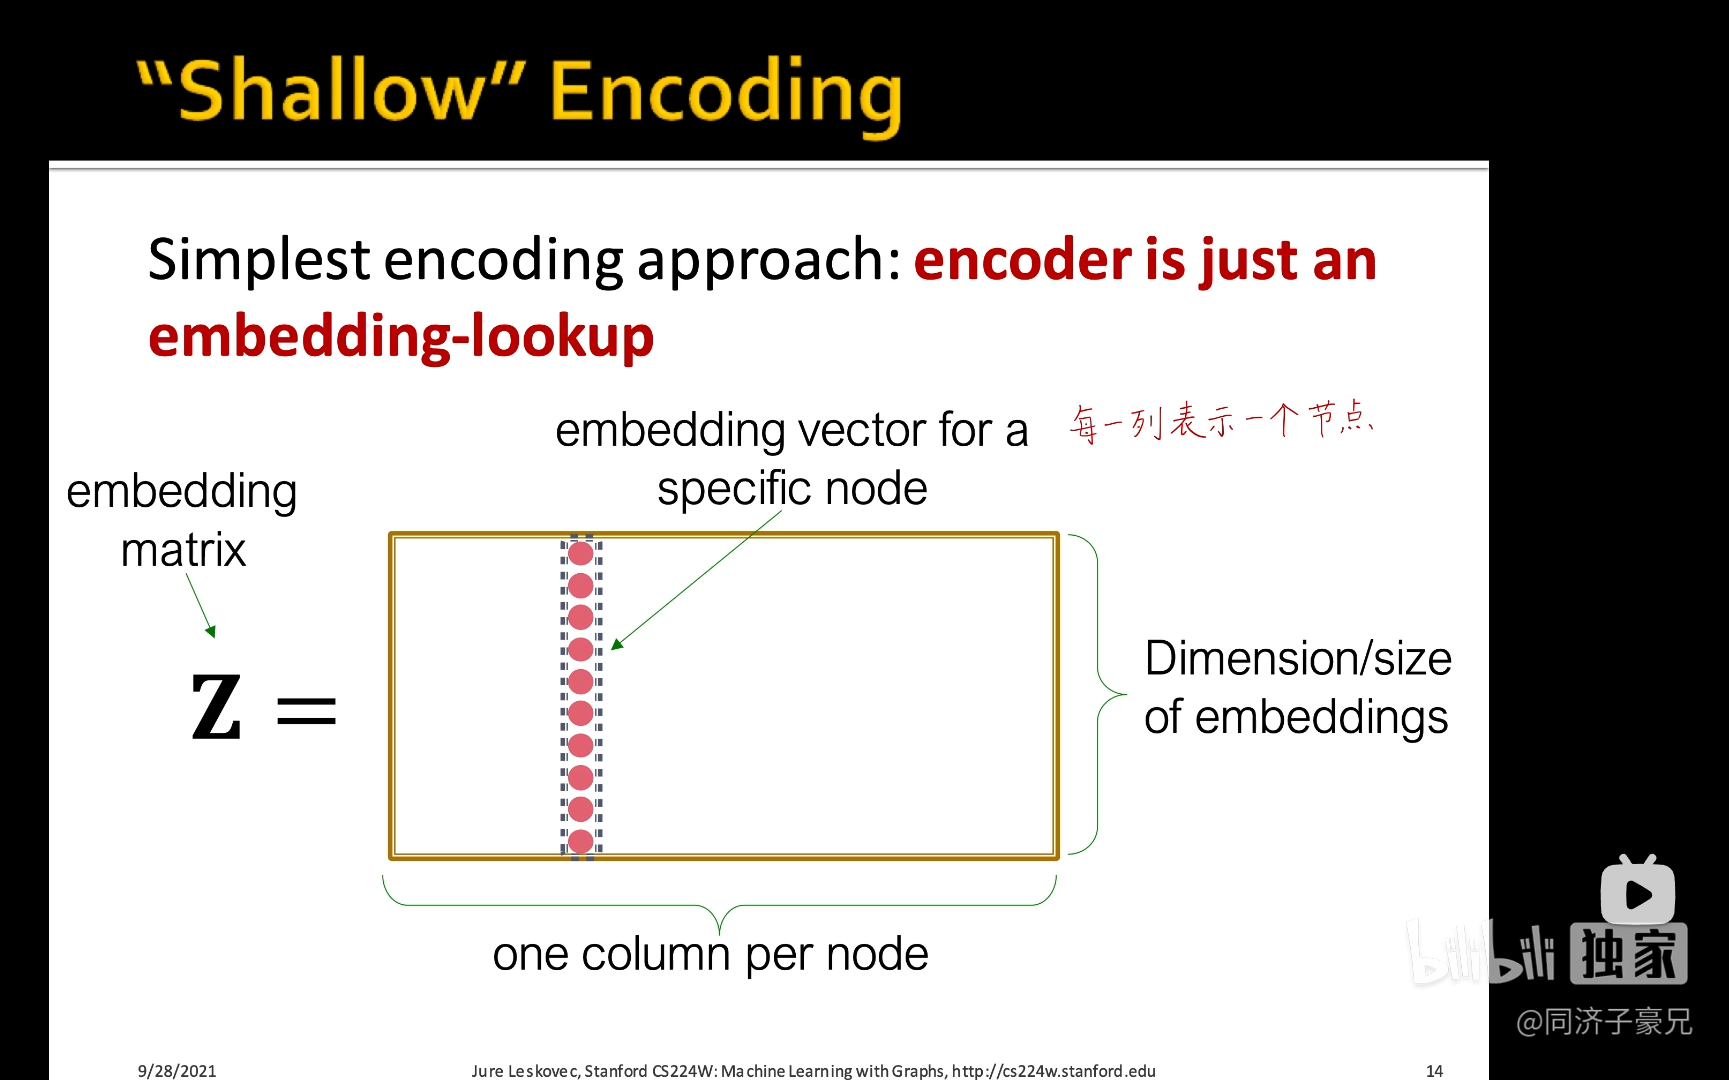 “Shallow” Encoding
Simplest encoding approach: encoder is just an
embedding-lookup
embedding vector for a
specific node
每一列表示一个节点
embedding
matrix
Z =
Dimension/size
of embeddings
one column per node
bilibili 独家
@同济子豪兄
9/28/2021
Jure Leskovec, Stanford CS224W: Machine Learning with Graphs, http://cs224w.stanford.edu
14